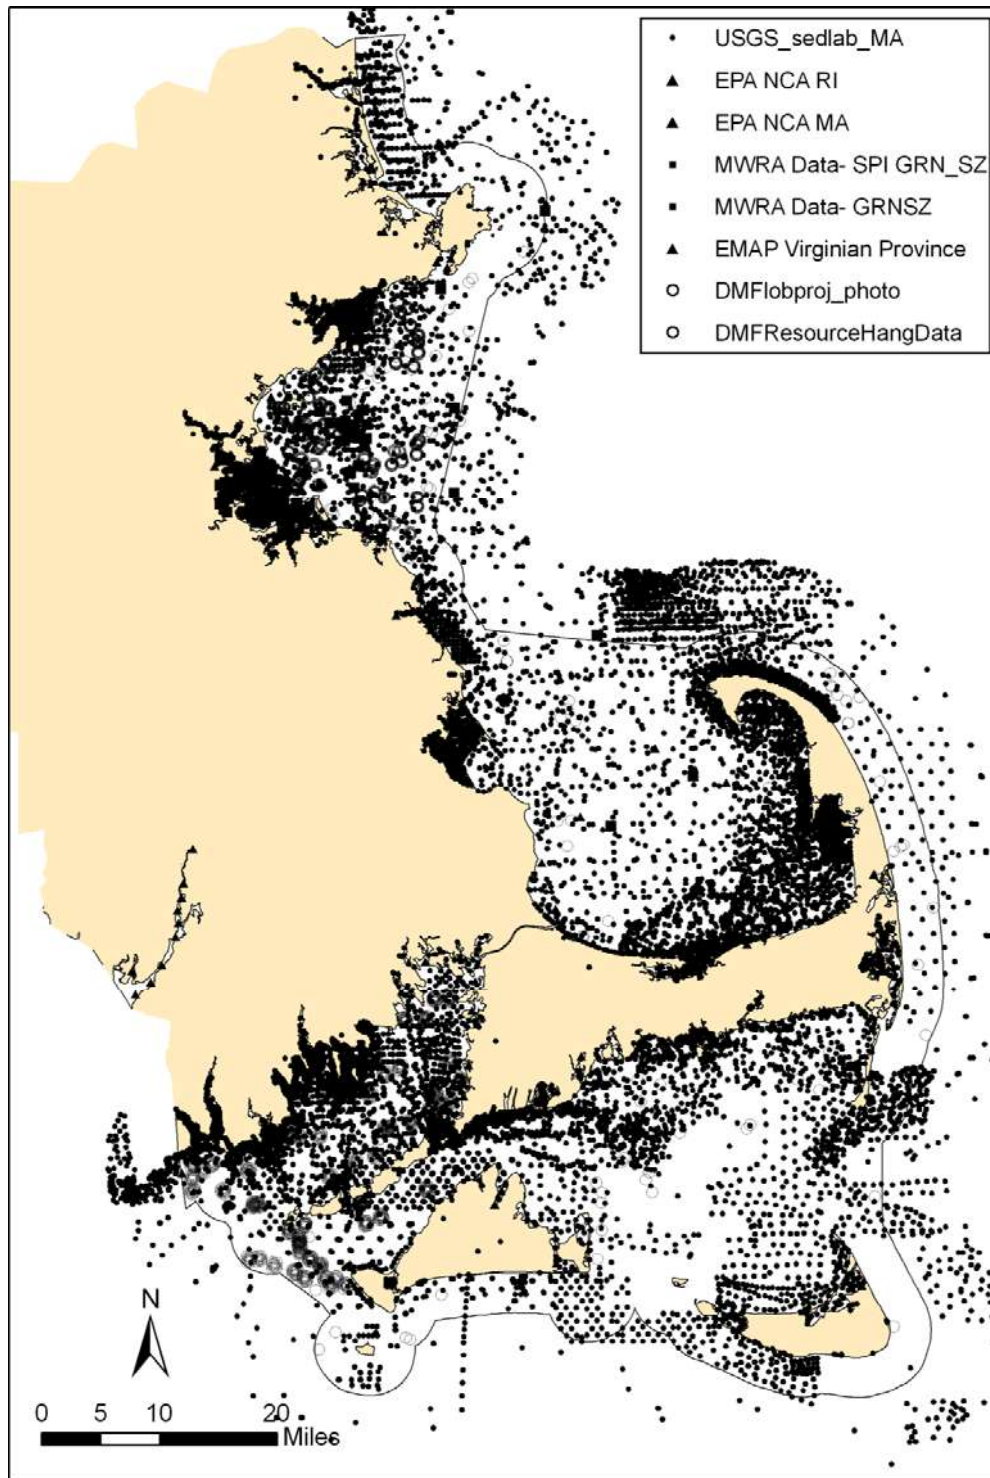 USGS_sedlab_MA
EPA NCA RI
EPA NCA MA
MWRA Data- SPI GRN_SZ
MWRA Data- GRNSZ
EMAP Virginian Province
DMFlobproj_photo
DMFResourceHangData
N
0 5 10 20
Miles